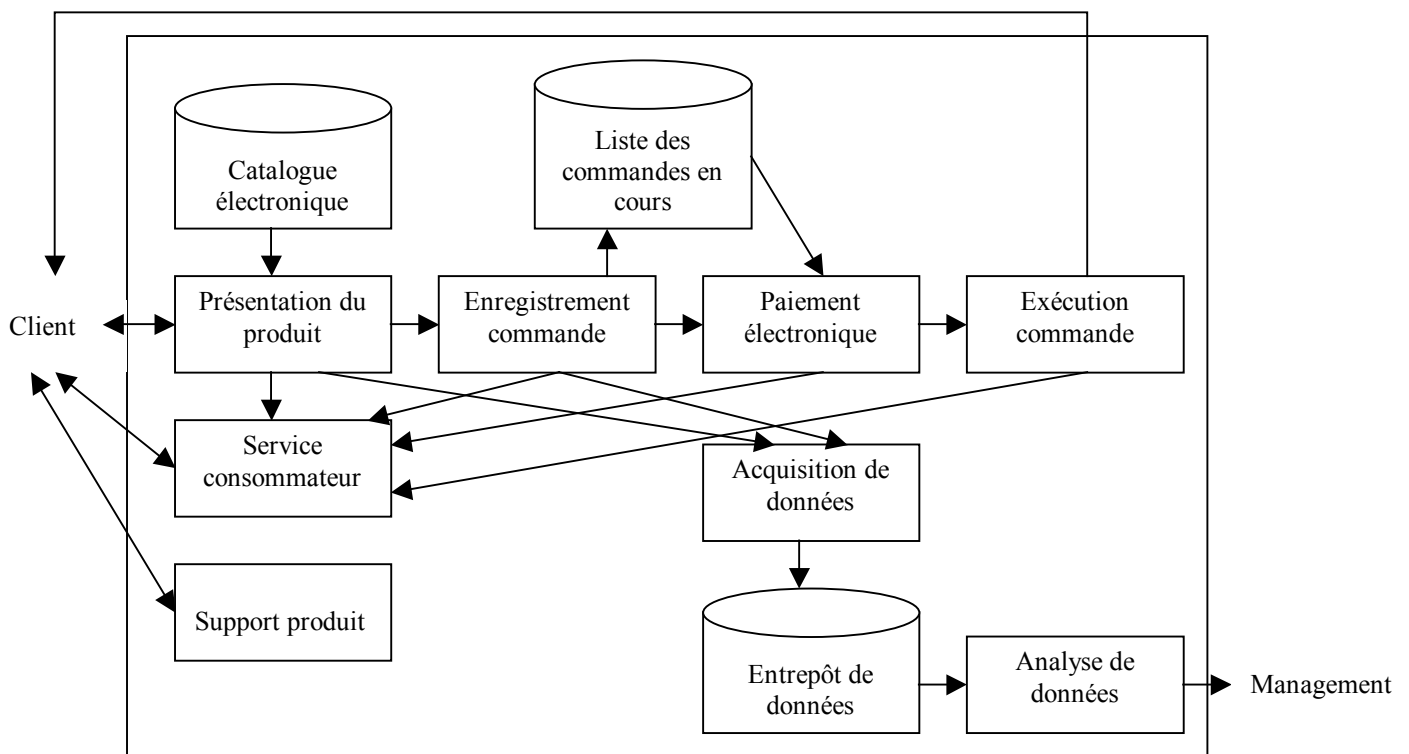 Catalogue
électronique
Liste des
commandes en
cours
Client
Présentation du
produit
Enregistrement
commande
Paiement
électronique
Exécution
commande
Service
consommateur
Acquisition de
données
Support produit
Entrepôt de
données
Analyse de
données
Management